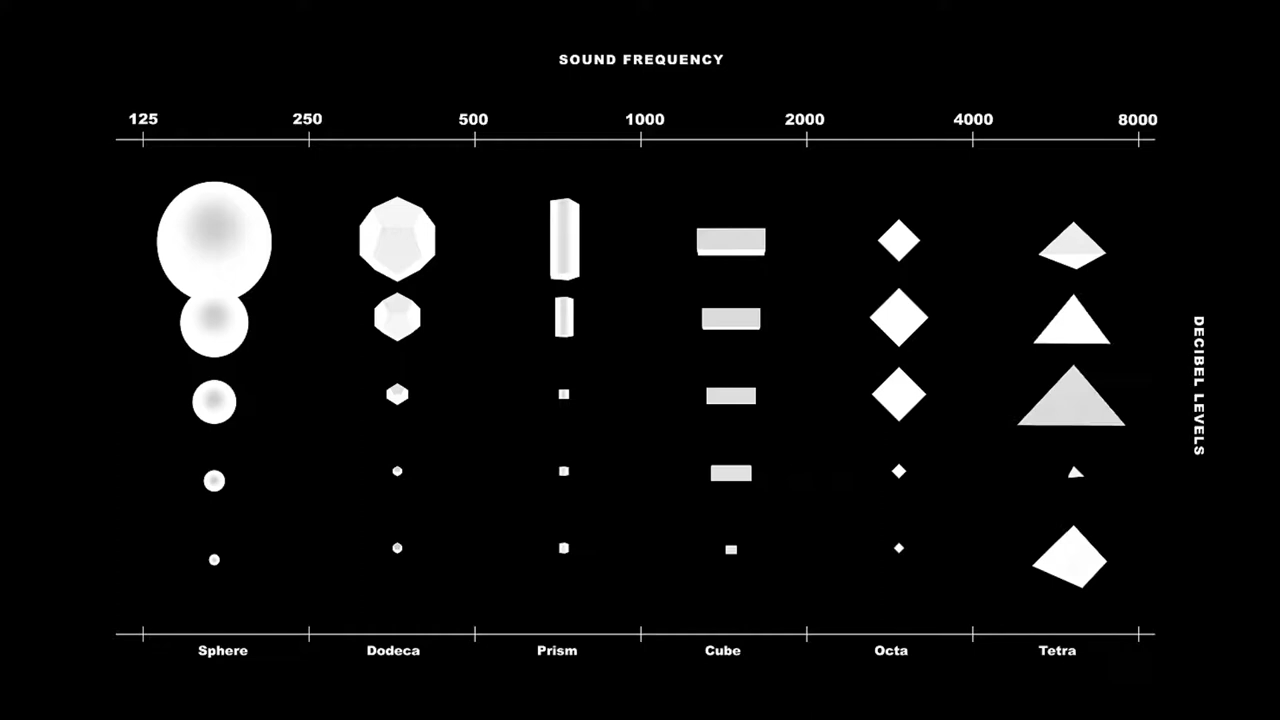 SOUND FREQUENCY
125 250 500 1000 2000 4000 8000
DECIBEL LEVELS
Sphere Dodeca Prism Cube Octa Tetra